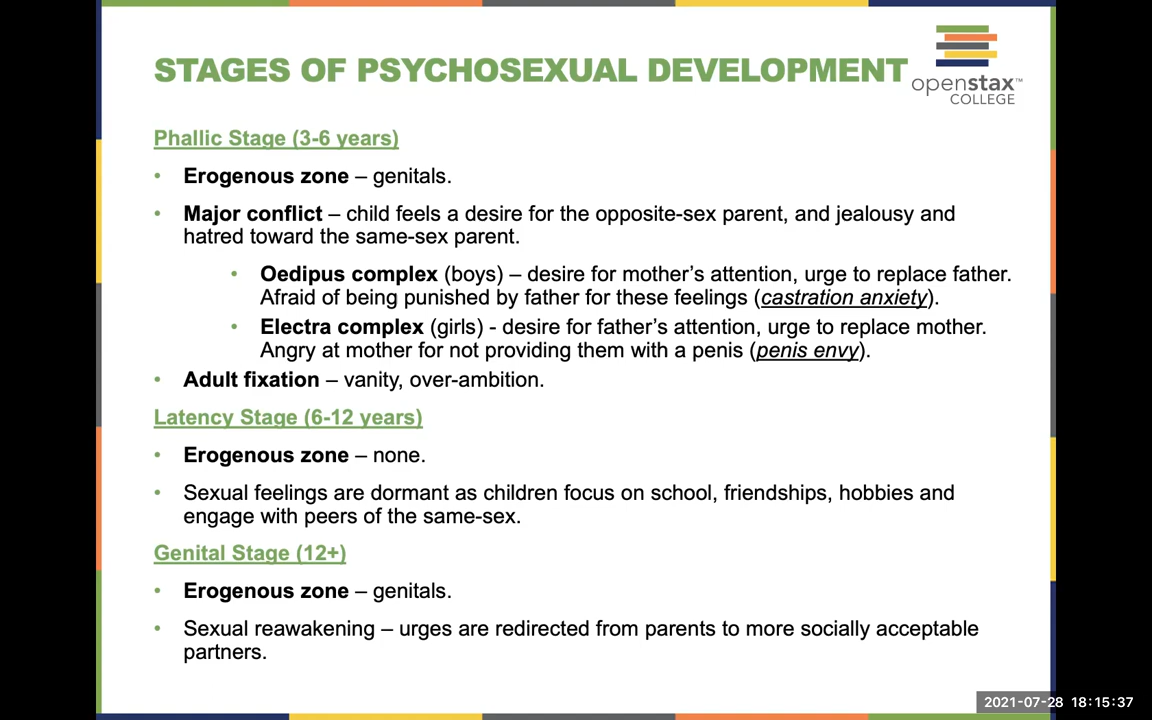 STAGES OF PSYCHOSEXUAL DEVELOPMENT
openstax™
COLLEGE
Phallic Stage (3-6 years)
• Erogenous zone – genitals.
• Major conflict – child feels a desire for the opposite-sex parent, and jealousy and
hatred toward the same-sex parent.
• Oedipus complex (boys) – desire for mother’s attention, urge to replace father.
Afraid of being punished by father for these feelings (castration anxiety).
• Electra complex (girls) - desire for father’s attention, urge to replace mother.
Angry at mother for not providing them with a penis (penis envy).
• Adult fixation – vanity, over-ambition.
Latency Stage (6-12 years)
• Erogenous zone – none.
• Sexual feelings are dormant as children focus on school, friendships, hobbies and
engage with peers of the same-sex.
Genital Stage (12+)
• Erogenous zone – genitals.
• Sexual reawakening – urges are redirected from parents to more socially acceptable
partners.
2021-07-28 18:15:37